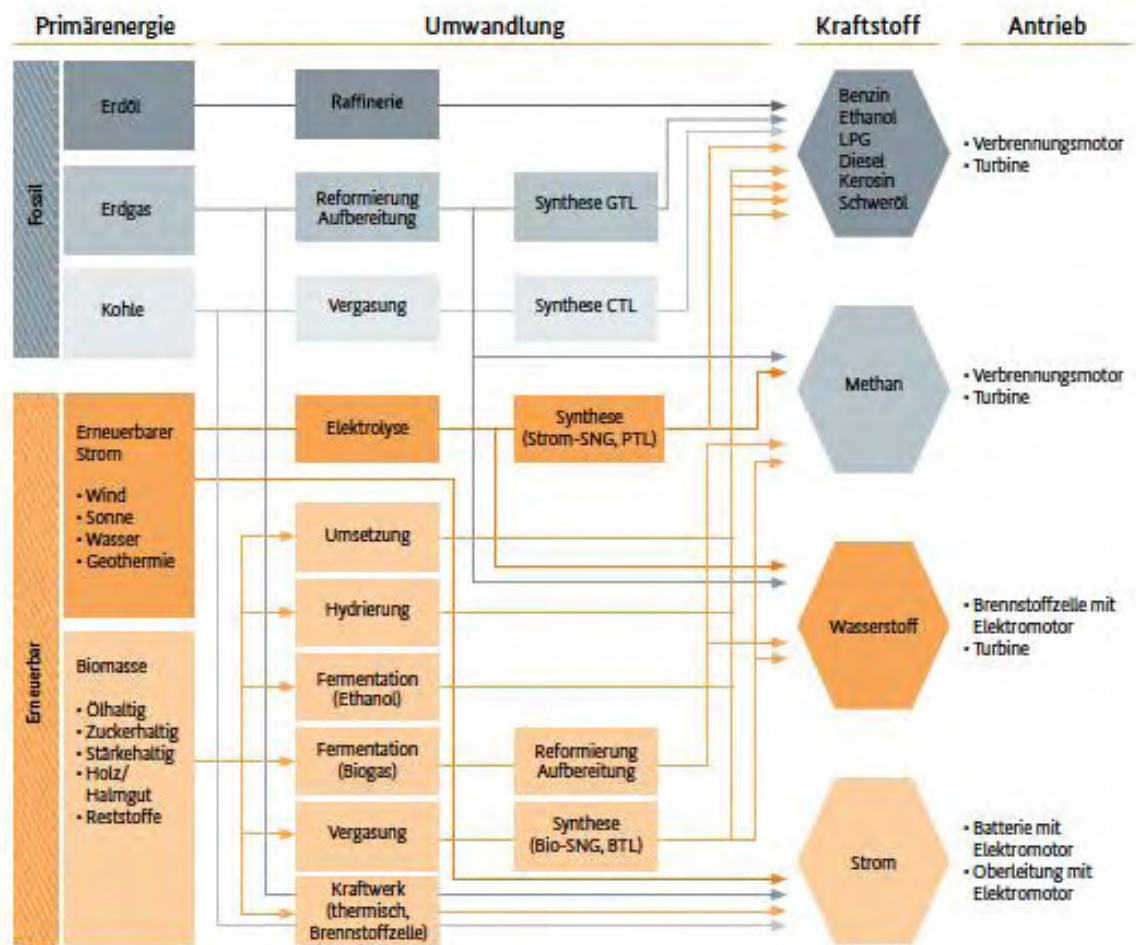 Primärenergie
Umwandlung
Kraftstoff
Antrieb
Fossil
Erdöl
Raffinerie
Benzin
Ethanol
LPG
Diesel
Kerosin
Schweröl
• Verbrennungsmotor
• Turbine
Erdgas
Reformierung
Aufbereitung
Synthese GTL
Kohle
Vergasung
Synthese CTL
Methan
• Verbrennungsmotor
• Turbine
Erneuerbar
Erneuerbarer
Strom
• Wind
• Sonne
• Wasser
• Geothermie
Elektrolyse
Synthese
(Strom-SNG, PTL)
Umsetzung
Hydrierung
Wasserstoff
• Brennstoffzelle mit
Elektromotor
• Turbine
Biomasse
• Ölhaltig
• Zuckerhaltig
• Stärkehaltig
• Holz/
Halmgut
• Reststoffe
Fermentation
(Ethanol)
Fermentation
(Biogas)
Reformierung
Aufbereitung
Vergasung
Synthese
(Bio-SNG, BTL)
Kraftwerk
(thermisch,
Brennstoffzelle)
Strom
• Batterie mit
Elektromotor
• Oberleitung mit
Elektromotor